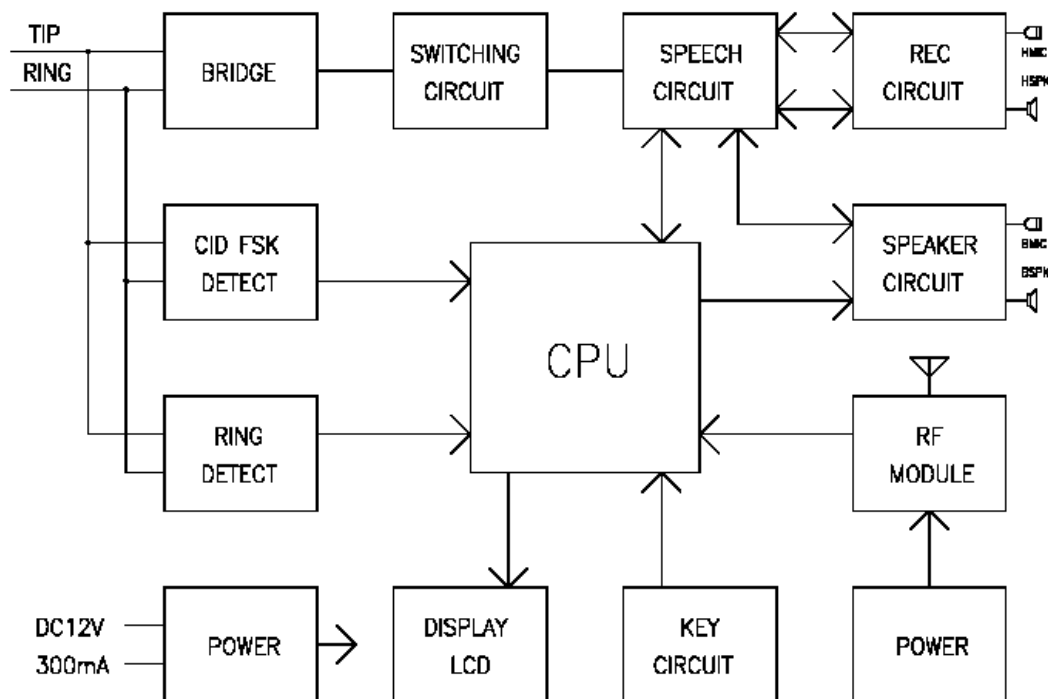 TIP
RING
BRIDGE
SWITCHING
CIRCUIT
SPEECH
CIRCUIT
REC
CIRCUIT
HMIC
HSPK
CID FSK
DETECT
SPEAKER
CIRCUIT
BMIC
BSPK
CPU
RING
DETECT
RF
MODULE
DC12V
300mA
POWER
DISPLAY
LCD
KEY
CIRCUIT
POWER